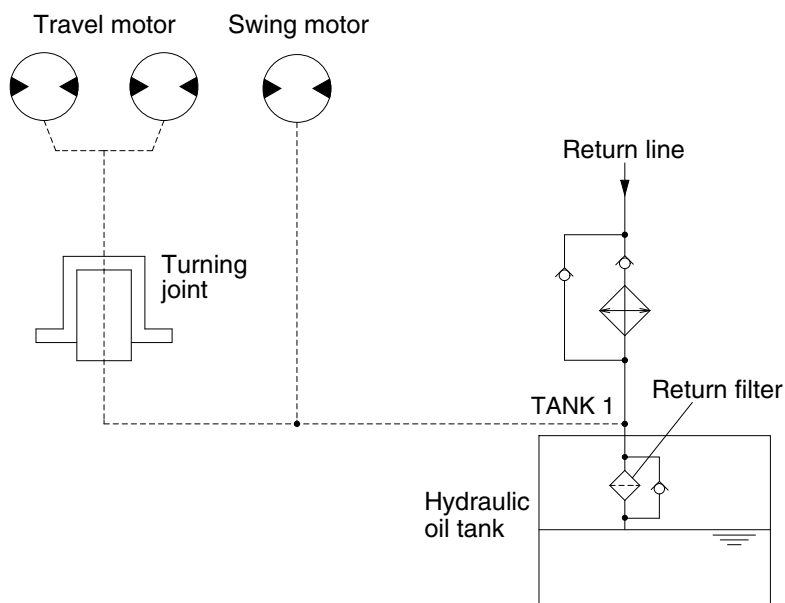 Travel motor
Swing motor
Return line
Turning
joint
TANK 1
Return filter
Hydraulic
oil tank